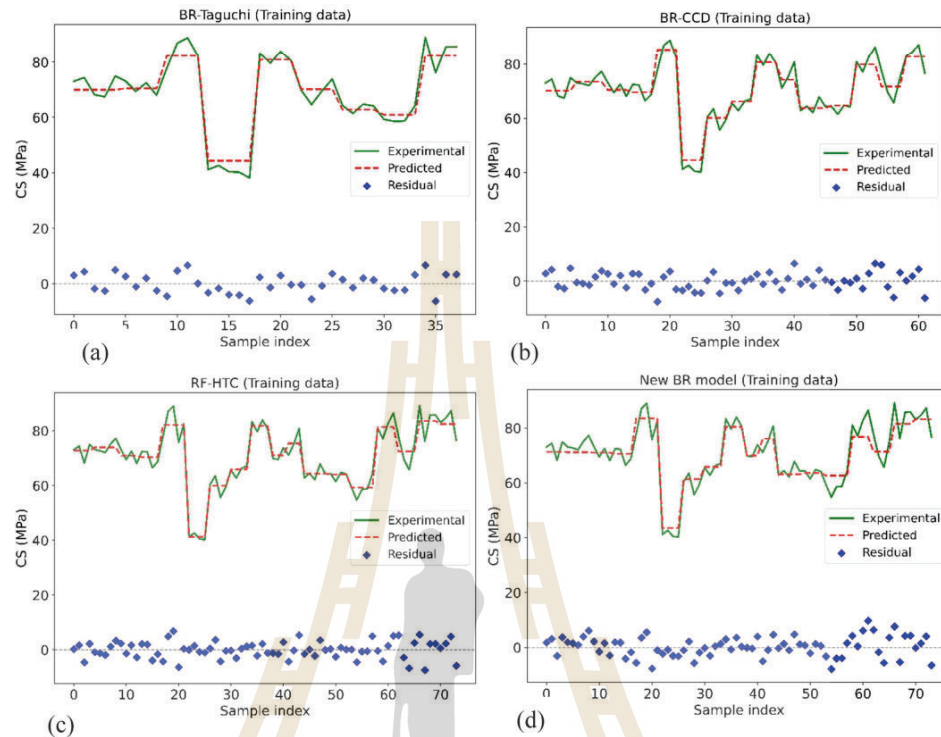 BR-Taguchi (Training data)
CS (MPa)
80
60
40
20
0
Experimental
Predicted
Residual
0 5 10 15 20 25 30 35
Sample index
(a)
BR-CCD (Training data)
CS (MPa)
80
60
40
20
0
Experimental
Predicted
Residual
0 10 20 30 40 50 60
Sample index
(b)
RF-HTC (Training data)
CS (MPa)
80
60
40
20
0
Experimental
Predicted
Residual
0 10 20 30 40 50 60 70
Sample index
(c)
New BR model (Training data)
CS (MPa)
80
60
40
20
0
Experimental
Predicted
Residual
0 10 20 30 40 50 60 70
Sample index
(d)